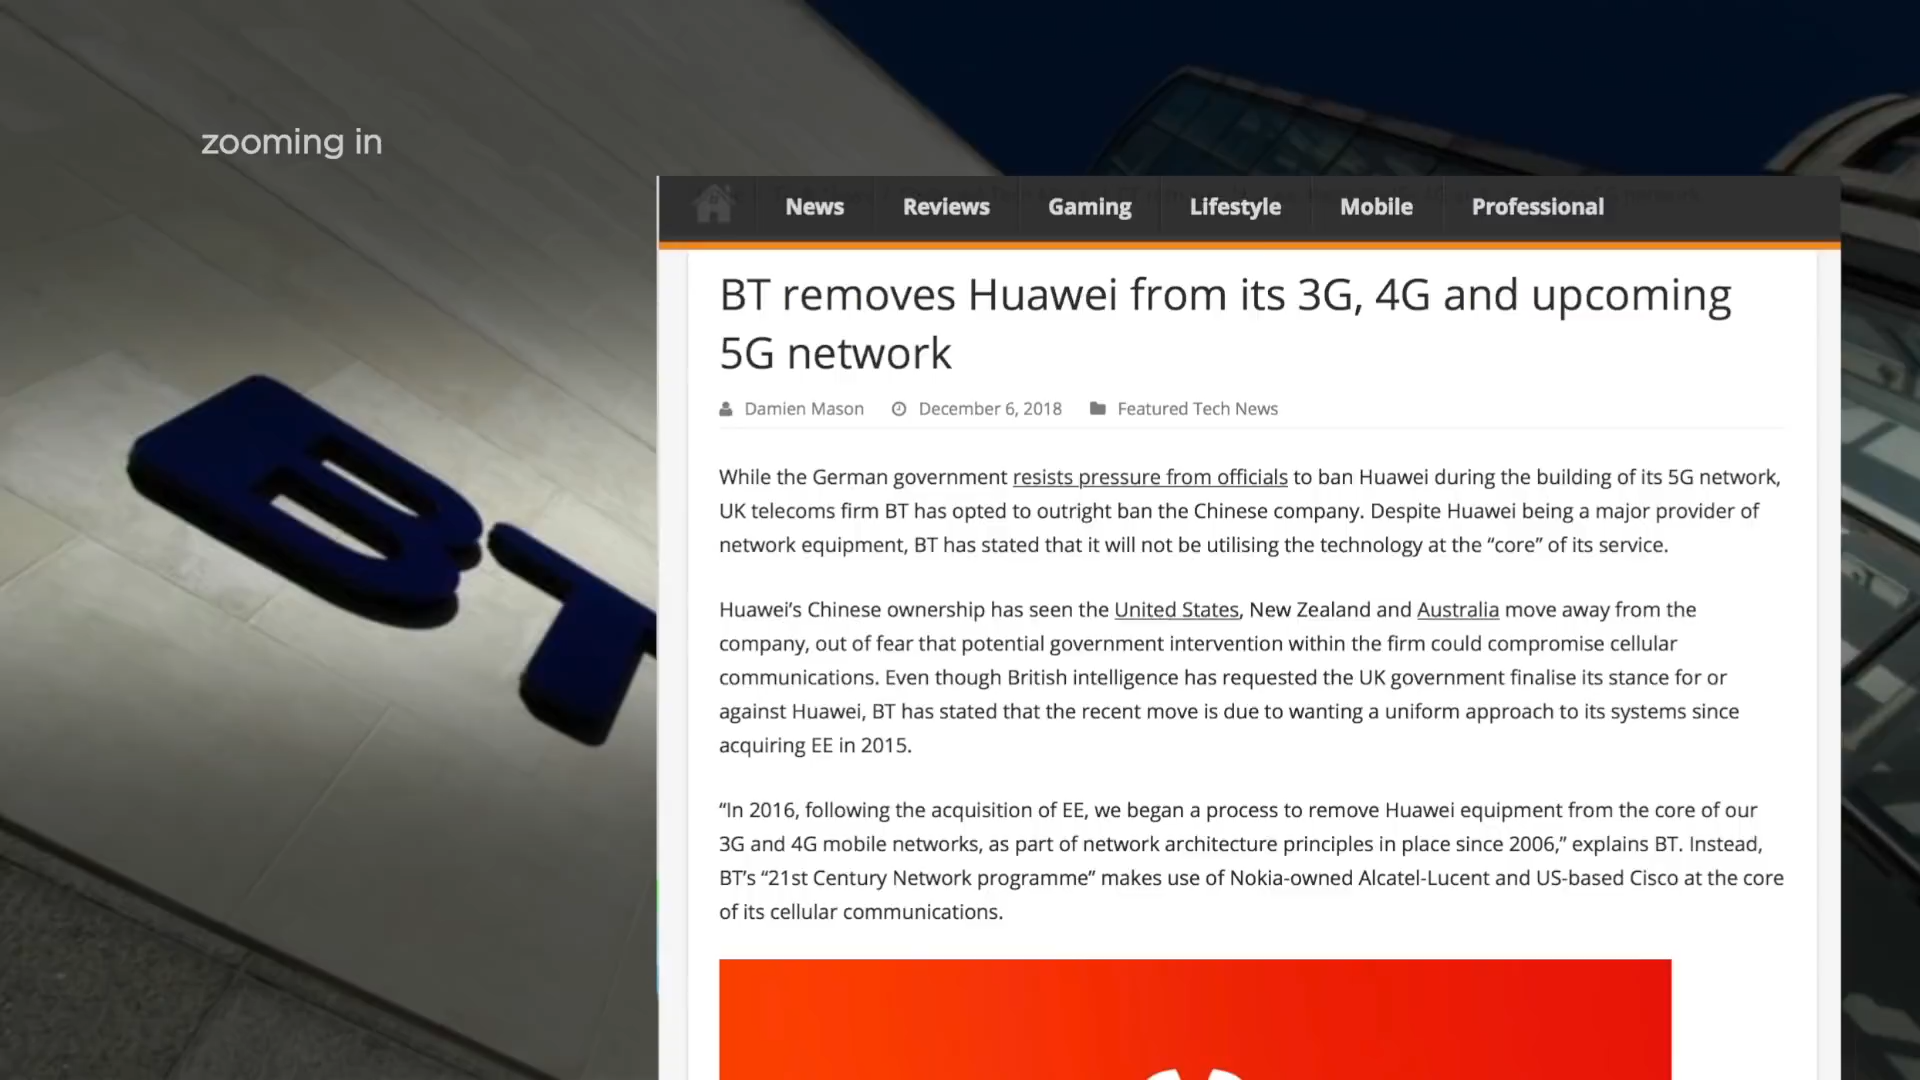 zooming in
News Reviews Gaming Lifestyle Mobile Professional
BT removes Huawei from its 3G, 4G and upcoming
5G network
Damien Mason December 6, 2018 Featured Tech News
While the German government resists pressure from officials to ban Huawei during the building of its 5G network,
UK telecoms firm BT has opted to outright ban the Chinese company. Despite Huawei being a major provider of
network equipment, BT has stated that it will not be utilising the technology at the “core” of its service.
Huawei’s Chinese ownership has seen the United States, New Zealand and Australia move away from the
company, out of fear that potential government intervention within the firm could compromise cellular
communications. Even though British intelligence has requested the UK government finalise its stance for or
against Huawei, BT has stated that the recent move is due to wanting a uniform approach to its systems since
acquiring EE in 2015.
“In 2016, following the acquisition of EE, we began a process to remove Huawei equipment from the core of our
3G and 4G mobile networks, as part of network architecture principles in place since 2006,” explains BT. Instead,
BT’s “21st Century Network programme” makes use of Nokia-owned Alcatel-Lucent and US-based Cisco at the core
of its cellular communications.
BT